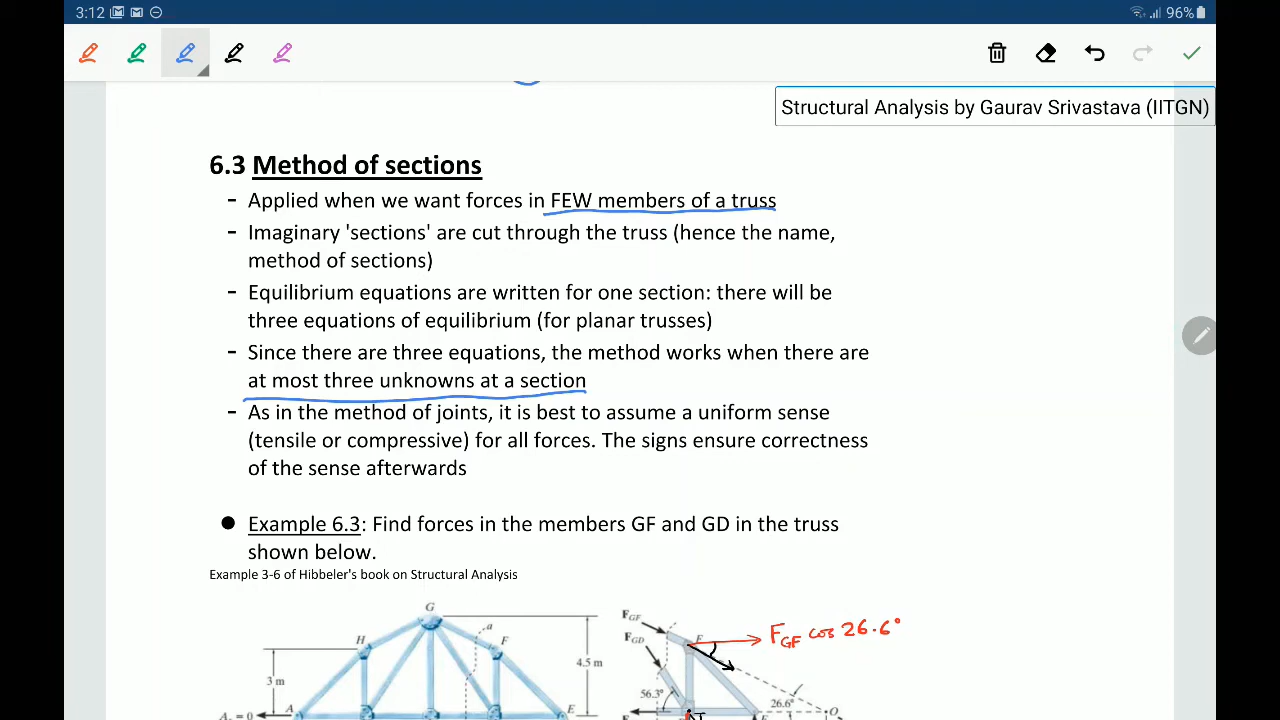 3:12
96%
Structural Analysis by Gaurav Srivastava (IITGN)
6.3 Method of sections
- Applied when we want forces in FEW members of a truss
- Imaginary 'sections' are cut through the truss (hence the name,
method of sections)
- Equilibrium equations are written for one section: there will be
three equations of equilibrium (for planar trusses)
- Since there are three equations, the method works when there are
at most three unknowns at a section
- As in the method of joints, it is best to assume a uniform sense
(tensile or compressive) for all forces. The signs ensure correctness
of the sense afterwards
● Example 6.3: Find forces in the members GF and GD in the truss
shown below.
Example 3-6 of Hibbeler's book on Structural Analysis
G
a
H
F
4.5 m
3 m
A
E
F_GF
F_GD
F
F_GF cos 26.6°
56.3°
26.6°
O